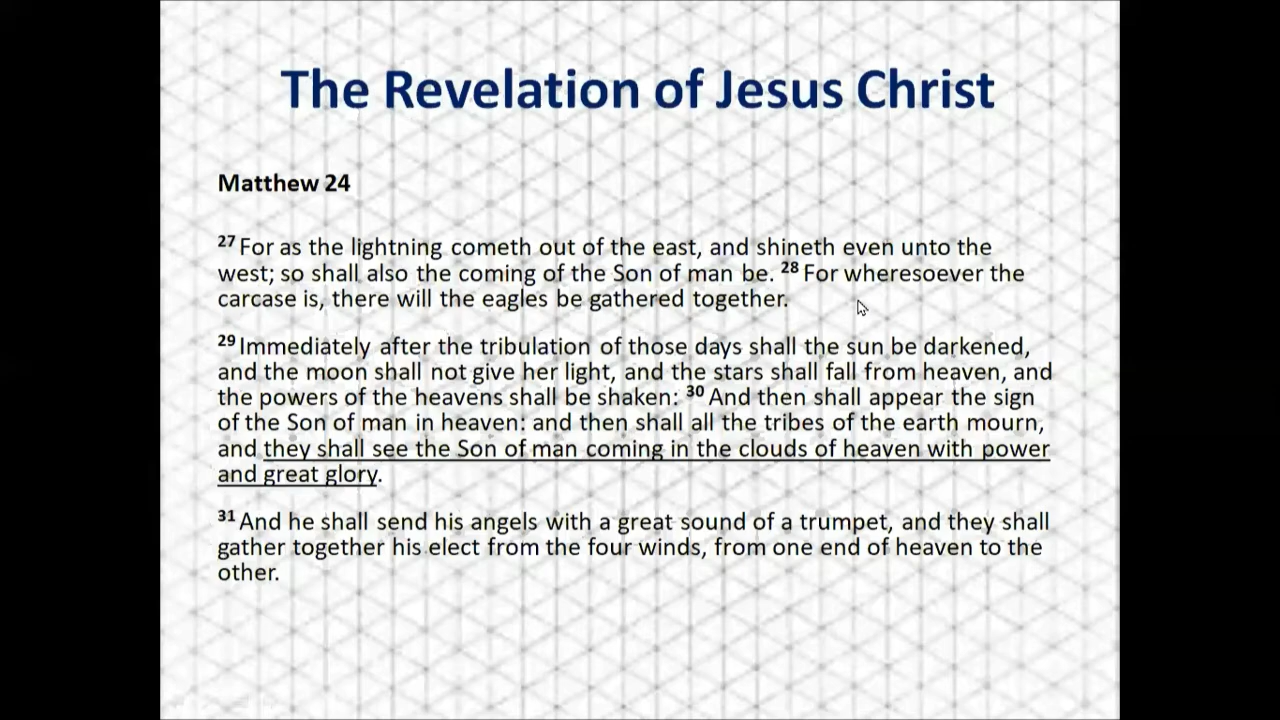 The Revelation of Jesus Christ
Matthew 24
27 For as the lightning cometh out of the east, and shineth even unto the
west; so shall also the coming of the Son of man be. 28 For wheresoever the
carcase is, there will the eagles be gathered together.
29 Immediately after the tribulation of those days shall the sun be darkened,
and the moon shall not give her light, and the stars shall fall from heaven, and
the powers of the heavens shall be shaken: 30 And then shall appear the sign
of the Son of man in heaven: and then shall all the tribes of the earth mourn,
and they shall see the Son of man coming in the clouds of heaven with power
and great glory.
31 And he shall send his angels with a great sound of a trumpet, and they shall
gather together his elect from the four winds, from one end of heaven to the
other.